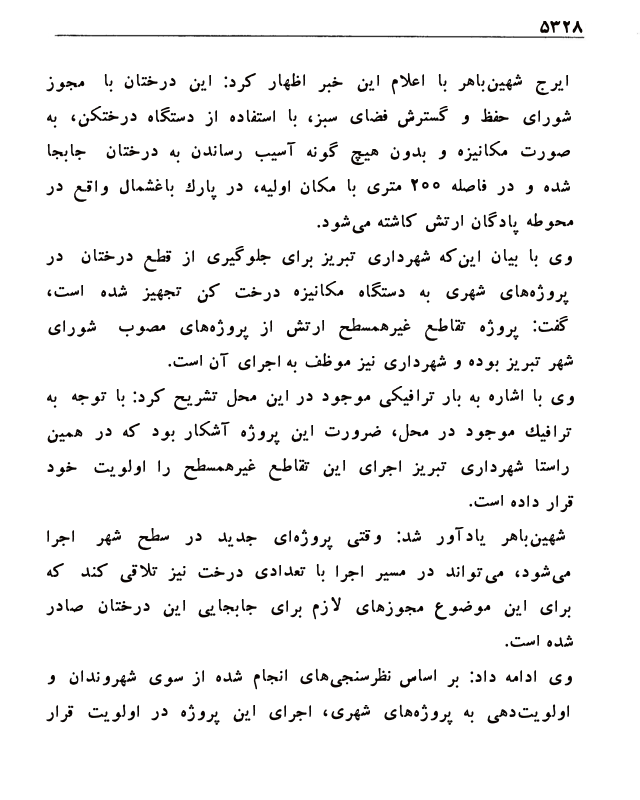 ۵۳۲۸
ایرج شهین‌باهر با اعلام این خبر اظهار کرد: این درختان با مجوز
شورای حفظ و گسترش فضای سبز، با استفاده از دستگاه درختکن، به
صورت مکانیزه و بدون هیچ گونه آسیب رساندن به درختان جابجا
شده و در فاصله ۲۰۰ متری با مکان اولیه، در پارك باغشمال واقع در
محوطه پادگان ارتش کاشته می‌شود.
وی با بیان این‌که شهرداری تبریز برای جلوگیری از قطع درختان در
پروژه‌های شهری به دستگاه مکانیزه درخت کن تجهیز شده است،
گفت: پروژه تقاطع غیرهمسطح ارتش از پروژه‌های مصوب شورای
شهر تبریز بوده و شهرداری نیز موظف به اجرای آن است.
وی با اشاره به بار ترافیکی موجود در این محل تشریح کرد: با توجه به
ترافیك موجود در محل، ضرورت این پروژه آشکار بود که در همین
راستا شهرداری تبریز اجرای این تقاطع غیرهمسطح را اولویت خود
قرار داده است.
شهین‌باهر یادآور شد: وقتی پروژه‌ای جدید در سطح شهر اجرا
می‌شود، می‌تواند در مسیر اجرا با تعدادی درخت نیز تلاقی کند که
برای این موضوع مجوزهای لازم برای جابجایی این درختان صادر
شده است.
وی ادامه داد: بر اساس نظرسنجی‌های انجام شده از سوی شهروندان و
اولویت‌دهی به پروژه‌های شهری، اجرای این پروژه در اولویت قرار